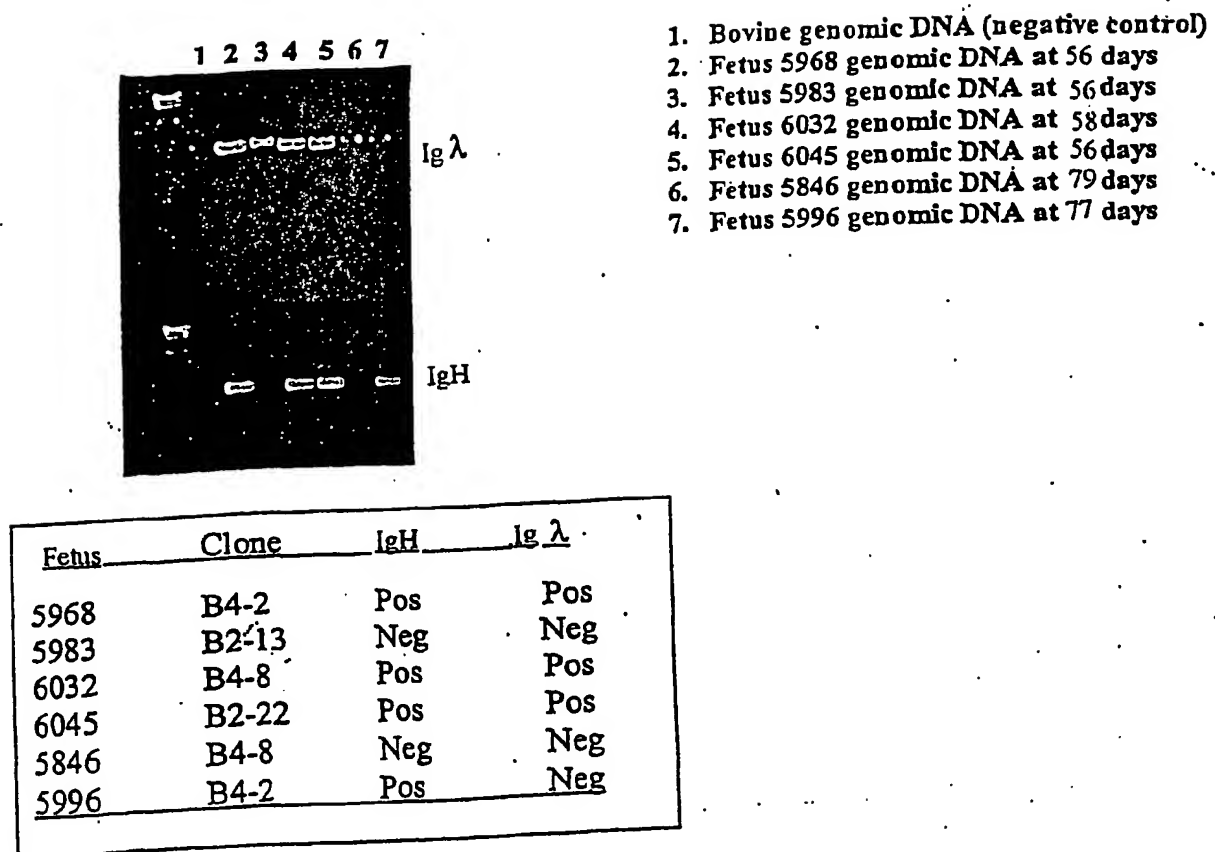 1 2 3 4 5 6 7
Ig λ
IgH
1. Bovine genomic DNA (negative control)
2. Fetus 5968 genomic DNA at 56 days
3. Fetus 5983 genomic DNA at 56 days
4. Fetus 6032 genomic DNA at 58 days
5. Fetus 6045 genomic DNA at 56 days
6. Fetus 5846 genomic DNA at 79 days
7. Fetus 5996 genomic DNA at 77 days
Fetus Clone IgH Ig λ
5968 B4-2 Pos Pos
5983 B2-13 Neg Neg
6032 B4-8 Pos Pos
6045 B2-22 Pos Pos
5846 B4-8 Neg Neg
5996 B4-2 Pos Neg